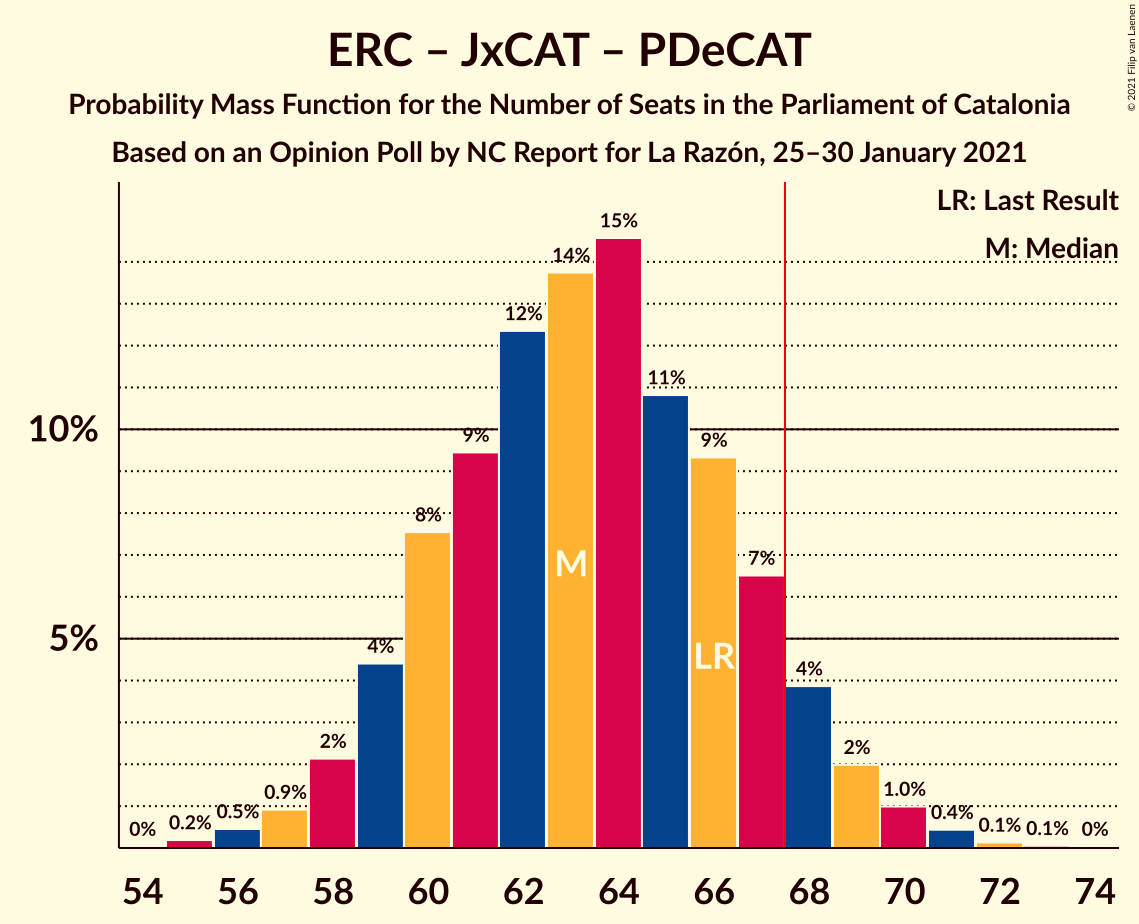 ERC – JxCAT – PDeCAT
Probability Mass Function for the Number of Seats in the Parliament of Catalonia
Based on an Opinion Poll by NC Report for La Razón, 25–30 January 2021
© 2021 Filip van Laenen
LR: Last Result
M: Median
10%
5%
0%
0.2%
0.5%
0.9%
2%
4%
8%
9%
12%
14%
15%
11%
9%
7%
4%
2%
1.0%
0.4%
0.1%
0.1%
0%
M
LR
54 56 58 60 62 64 66 68 70 72 74